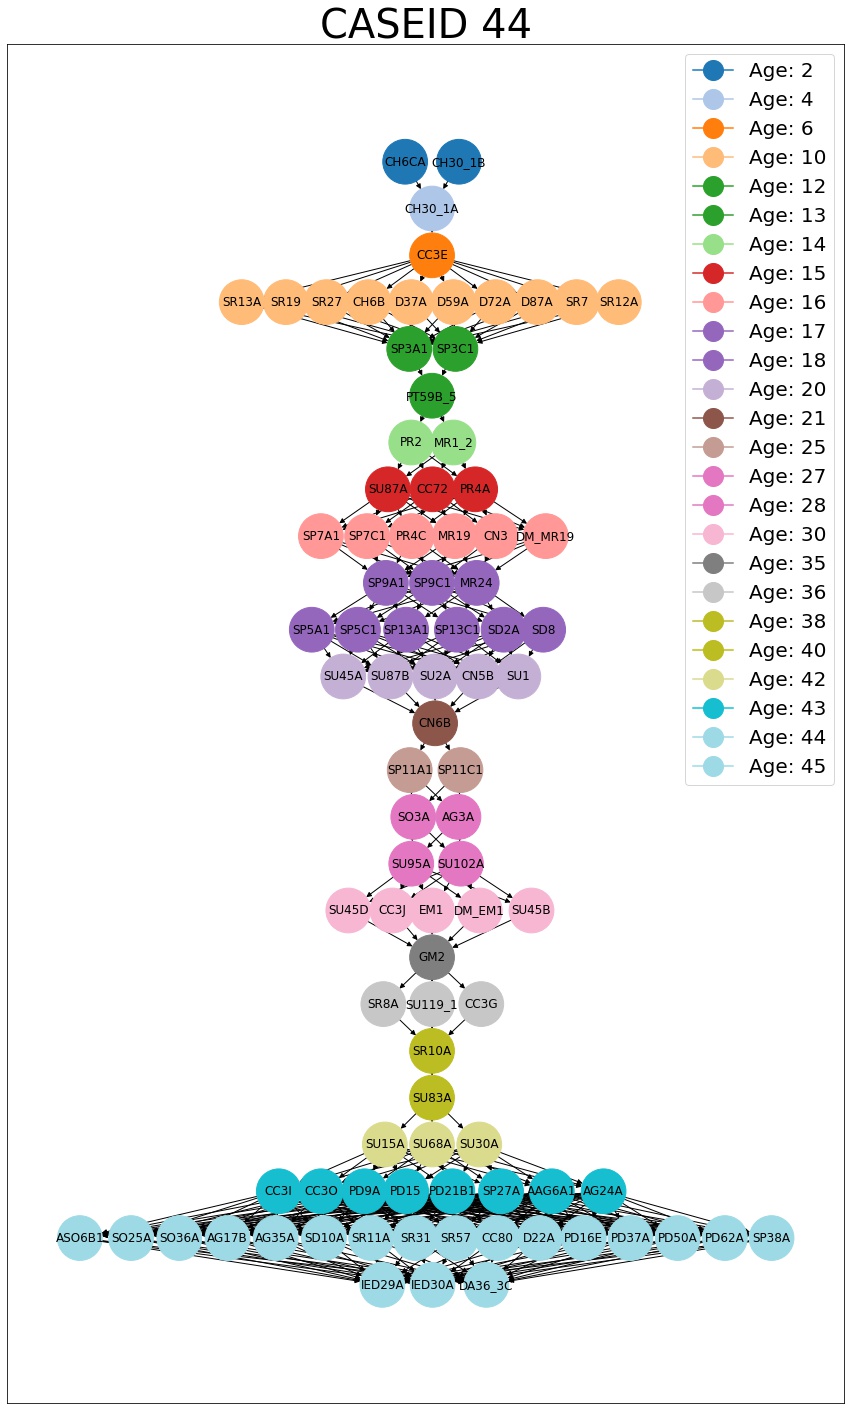 CASEID 44
Age: 2
Age: 4
Age: 6
Age: 10
Age: 12
Age: 13
Age: 14
Age: 15
Age: 16
Age: 17
Age: 18
Age: 20
Age: 21
Age: 25
Age: 27
Age: 28
Age: 30
Age: 35
Age: 36
Age: 38
Age: 40
Age: 42
Age: 43
Age: 44
Age: 45
CH6CA CH30_1B
CH30_1A
CC3E
SR13A SR19 SR27 CH6B D37A D59A D72A D87A SR7 SR12A
SP3A1 SP3C1
PT59B_5
PR2 MR1_2
SU87A CC72 PR4A
SP7A1 SP7C1 PR4C MR19 CN3 DM_MR19
SP9A1 SP9C1 MR24
SP5A1 SP5C1 SP13A1 SP13C1 SD2A SD8
SU45A SU87B SU2A CN5B SU1
CN6B
SP11A1 SP11C1
SO3A AG3A
SU95A SU102A
SU45D CC3J EM1 DM_EM1 SU45B
GM2
SR8A SU119_1 CC3G
SR10A
SU83A
SU15A SU68A SU30A
CC3I CC3O PD9A PD15 PD21B1 SP27A AAG6A1 AG24A
ASO6B1 SO25A SO36A AG17B AG35A SD10A SR11A SR31 SR57 CC80 D22A PD16E PD37A PD50A PD62A SP38A
IED29A IED30A DA36_3C